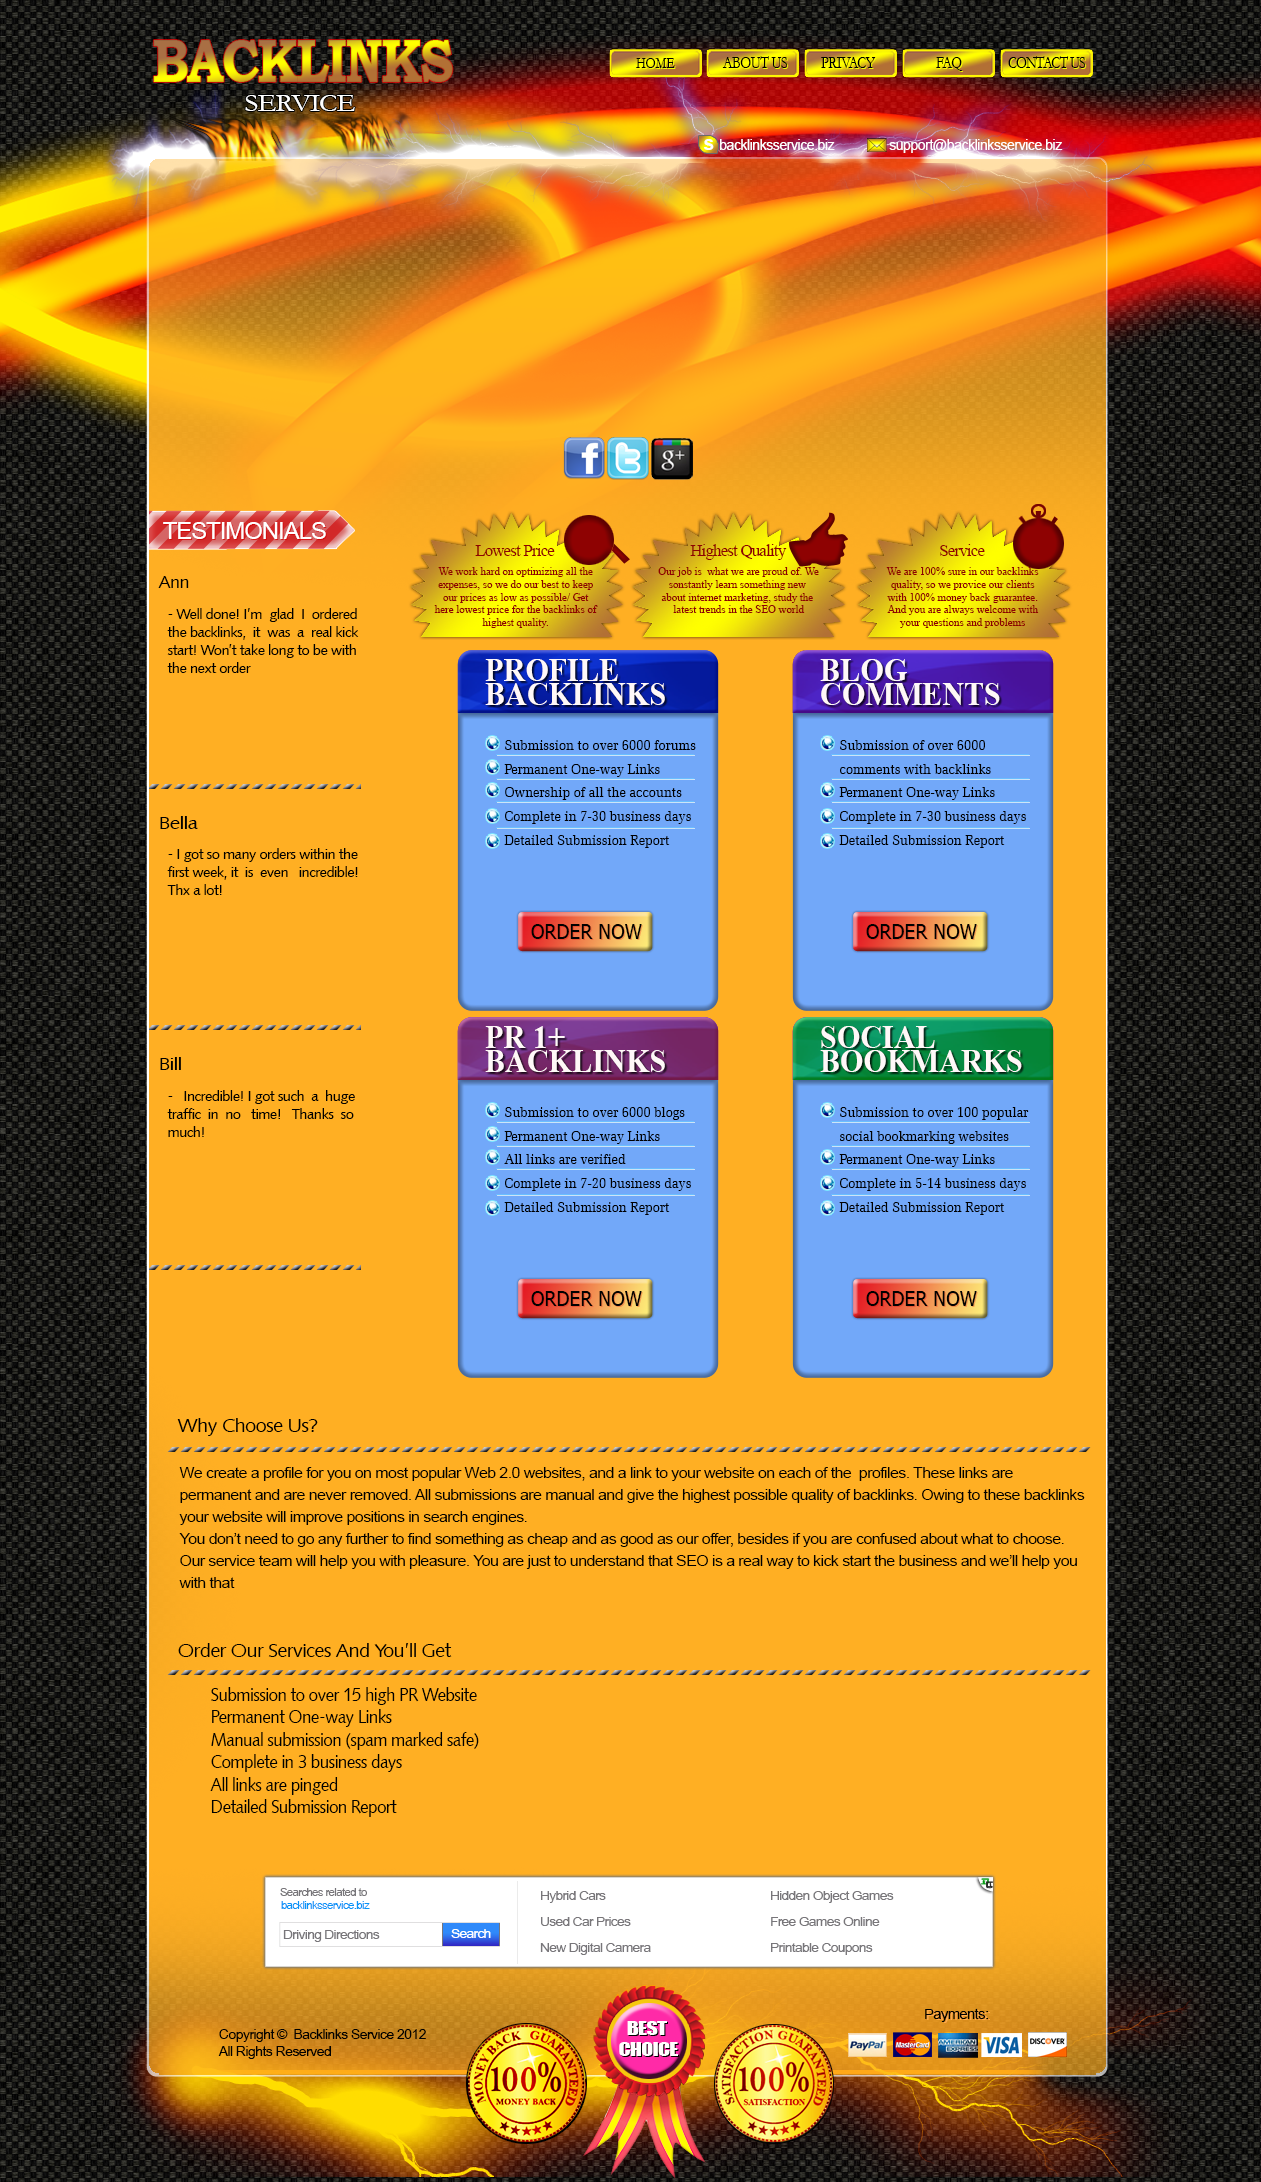 BACKLINKS
SERVICE
HOME
ABOUT US
PRIVACY
FAQ
CONTACT US
backlinksservice.biz
support@backlinksservice.biz
TESTIMONIALS
Ann
- Well done! I'm glad I ordered
the backlinks, it was a real kick
start! Won't take long to be with
the next order
Bella
- I got so many orders within the
first week, it is even incredible!
Thx a lot!
Bill
- Incredible! I got such a huge
traffic in no time! Thanks so
much!
Lowest Price
We work hard on optimizing all the
expenses, so we do our best to keep
our prices as low as possible/ Get
here lowest price for the backlinks of
highest quality.
Highest Quality
Our job is what we are proud of. We
sonstantly learn something new
about internet marketing, study the
latest trends in the SEO world
Service
We are 100% sure in our backlinks
quality, so we provice our clients
with 100% money back guarantee.
And you are always welcome with
your questions and problems
PROFILE
BACKLINKS
Submission to over 6000 forums
Permanent One-way Links
Ownership of all the accounts
Complete in 7-30 business days
Detailed Submission Report
ORDER NOW
BLOG
COMMENTS
Submission of over 6000
comments with backlinks
Permanent One-way Links
Complete in 7-30 business days
Detailed Submission Report
ORDER NOW
PR 1+
BACKLINKS
Submission to over 6000 blogs
Permanent One-way Links
All links are verified
Complete in 7-20 business days
Detailed Submission Report
ORDER NOW
SOCIAL
BOOKMARKS
Submission to over 100 popular
social bookmarking websites
Permanent One-way Links
Complete in 5-14 business days
Detailed Submission Report
ORDER NOW
Why Choose Us?
We create a profile for you on most popular Web 2.0 websites, and a link to your website on each of the profiles. These links are
permanent and are never removed. All submissions are manual and give the highest possible quality of backlinks. Owing to these backlinks
your website will improve positions in search engines.
You don't need to go any further to find something as cheap and as good as our offer, besides if you are confused about what to choose.
Our service team will help you with pleasure. You are just to understand that SEO is a real way to kick start the business and we'll help you
with that
Order Our Services And You'll Get
Submission to over 15 high PR Website
Permanent One-way Links
Manual submission (spam marked safe)
Complete in 3 business days
All links are pinged
Detailed Submission Report
Searches related to
backlinksservice.biz
Driving Directions
Search
Hybrid Cars
Used Car Prices
New Digital Camera
Hidden Object Games
Free Games Online
Printable Coupons
Copyright © Backlinks Service 2012
All Rights Reserved
MONEY BACK GUARANTEED
100%
MONEY BACK
BEST
CHOICE
SATISFACTION GUARANTEED
100%
SATISFACTION
Payments:
PayPal
MasterCard
AMERICAN EXPRESS
VISA
DISCOVER